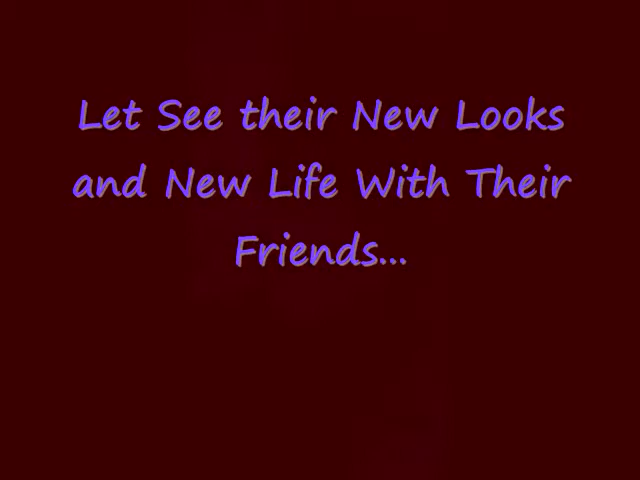 Let See their New Looks
and New Life With Their
Friends...